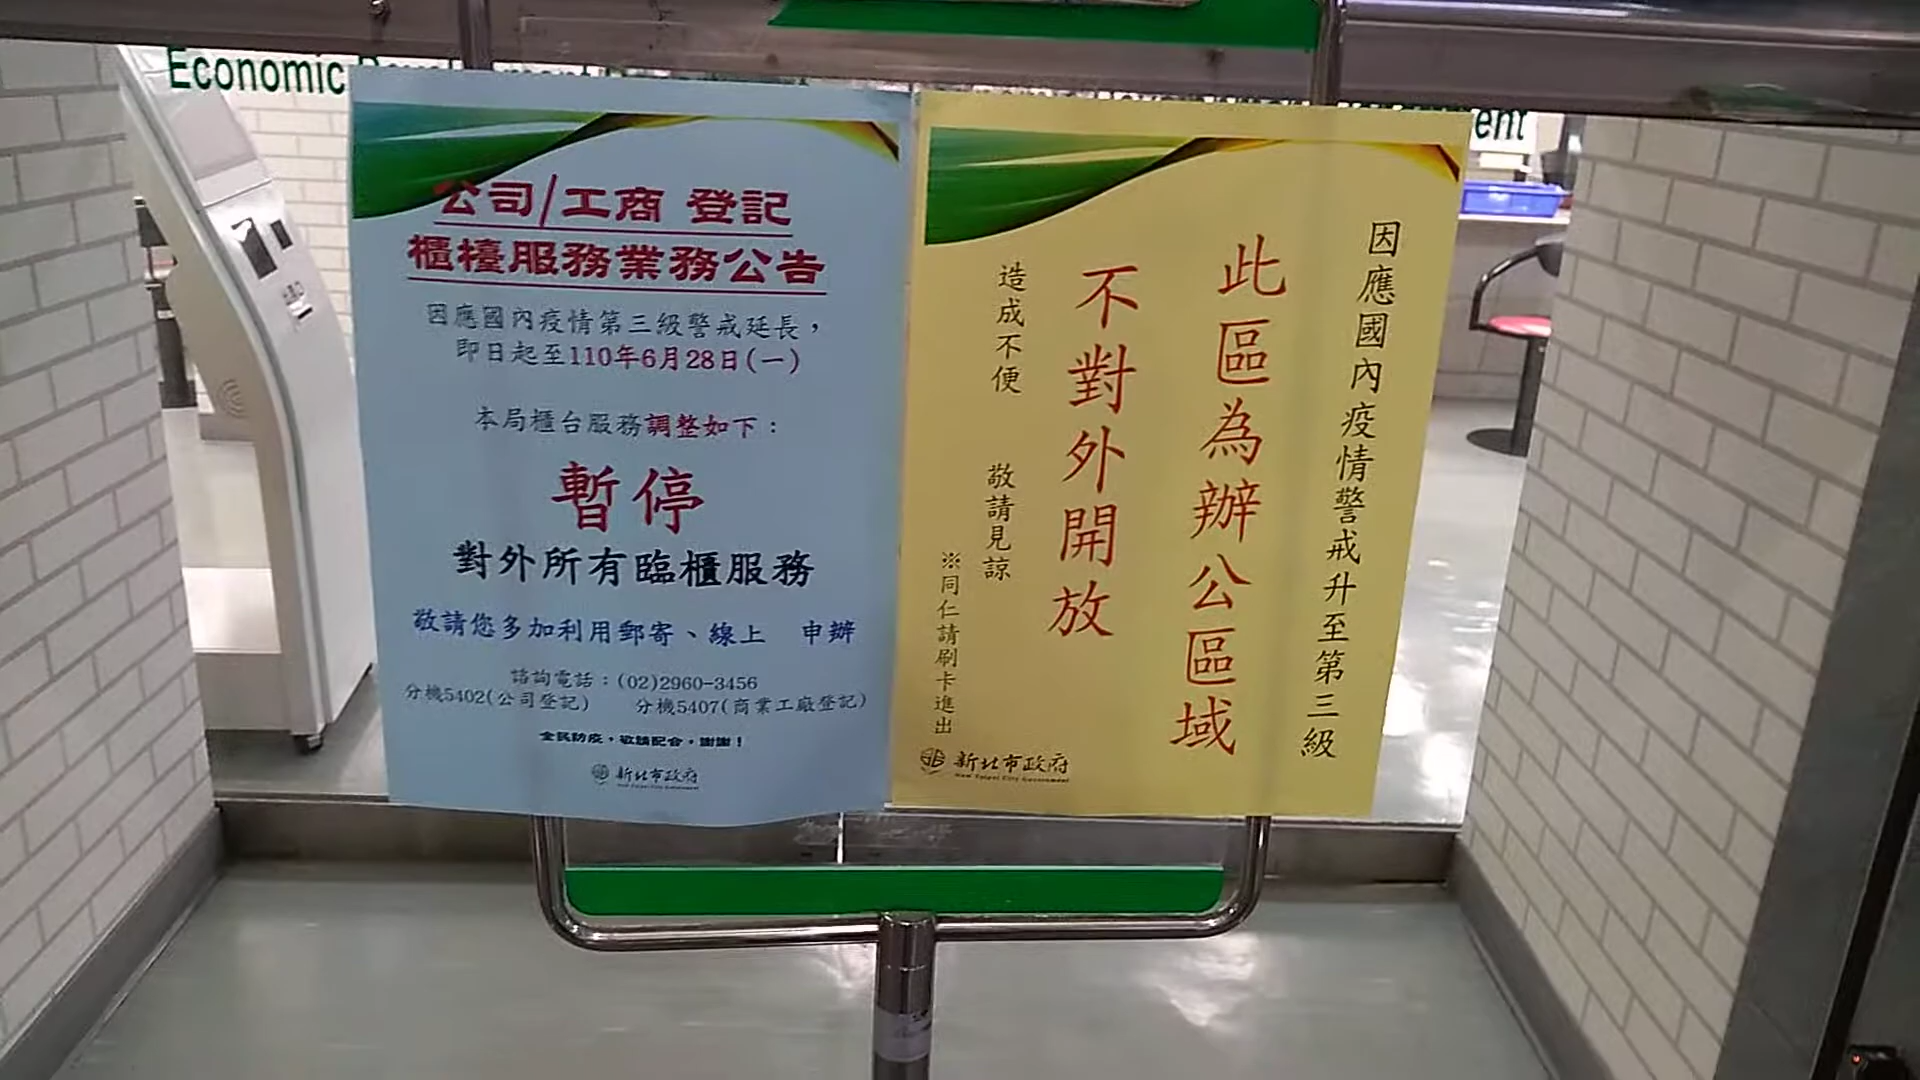 Economic
公司/工商 登記
櫃檯服務業務公告
因應國內疫情第三級警戒延長，
即日起至110年6月28日(一)
本局櫃台服務調整如下：
暫停
對外所有臨櫃服務
敬請您多加利用郵寄、線上 申辦
諮詢電話：(02)2960-3456
分機5402(公司登記) 分機5407(商業工廠登記)
全民防疫，敬請配合，謝謝！
新北市政府
New Taipei City Government
因應國內疫情警戒升至第三級
此區為辦公區域
不對外開放
造成不便 敬請見諒
※同仁請刷卡進出
新北市政府
New Taipei City Government